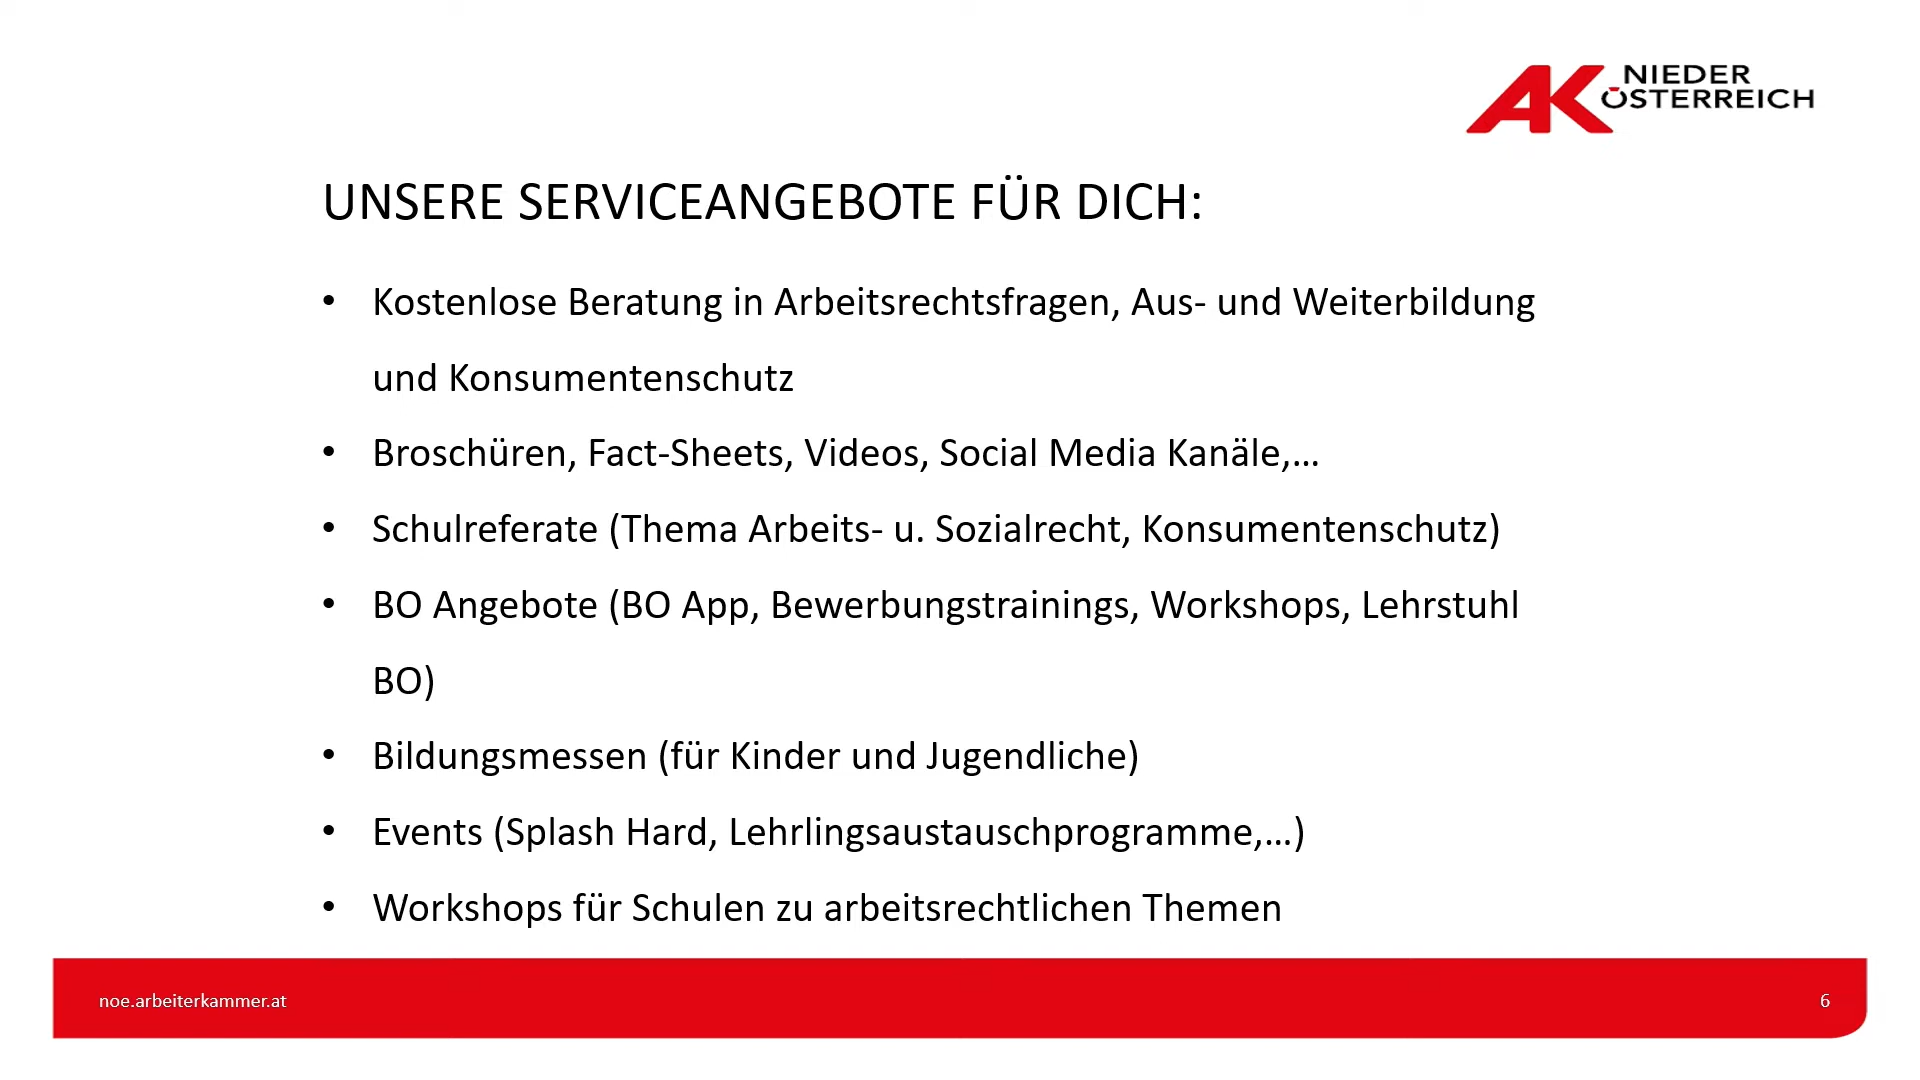 NIEDER
ÖSTERREICH
AK
UNSERE SERVICEANGEBOTE FÜR DICH:
• Kostenlose Beratung in Arbeitsrechtsfragen, Aus- und Weiterbildung
und Konsumentenschutz
• Broschüren, Fact-Sheets, Videos, Social Media Kanäle,...
• Schulreferate (Thema Arbeits- u. Sozialrecht, Konsumentenschutz)
• BO Angebote (BO App, Bewerbungstrainings, Workshops, Lehrstuhl
BO)
• Bildungsmessen (für Kinder und Jugendliche)
• Events (Splash Hard, Lehrlingsaustauschprogramme,...)
• Workshops für Schulen zu arbeitsrechtlichen Themen
noe.arbeiterkammer.at
6